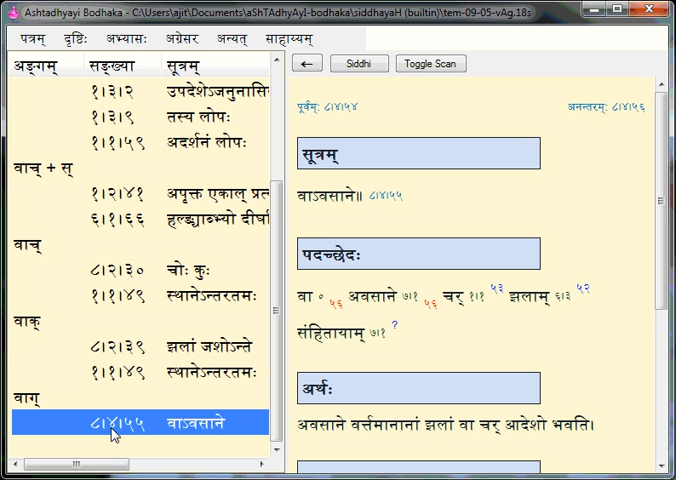 Ashtadhyayi Bodhaka - C:\Users\ajit\Documents\aShTAdhyAyI-bodhaka\siddhayaH (builtin)\tem-09-05-vAg.18s
पत्रम् दृष्टिः अभ्यासः अग्रेसर अन्यत् साहाय्यम्
अङ्गम् सङ्ख्या सूत्रम्
१।३।२ उपदेशेऽजनुनासि
१।३।९ तस्य लोपः
१।१।५९ अदर्शनं लोपः
वाच् + स्
१।२।४१ अपृक्त एकाल् प्रत्य
६।१।६६ हल्ङ्याब्भ्यो दीर्घा
वाच्
८।२।३० चोः कुः
१।१।४९ स्थानेऽन्तरतमः
वाक्
८।२।३९ झलां जशोऽन्ते
१।१।४९ स्थानेऽन्तरतमः
वाग्
८।४।५५ वाऽवसाने
← Siddhi Toggle Scan
पूर्वम्: ८।४।५४ अनन्तरम्: ८।४।५६
सूत्रम्
वाऽवसाने॥ ८।४।५५
पदच्छेदः
वा ० ५६ अवसाने ७।१ ५६ चर् १।१ ५३ झलाम् ६।३ ५२
संहितायाम् ७।१ ?
अर्थः
अवसाने वर्त्तमानानां झलां वा चर् आदेशो भवति।